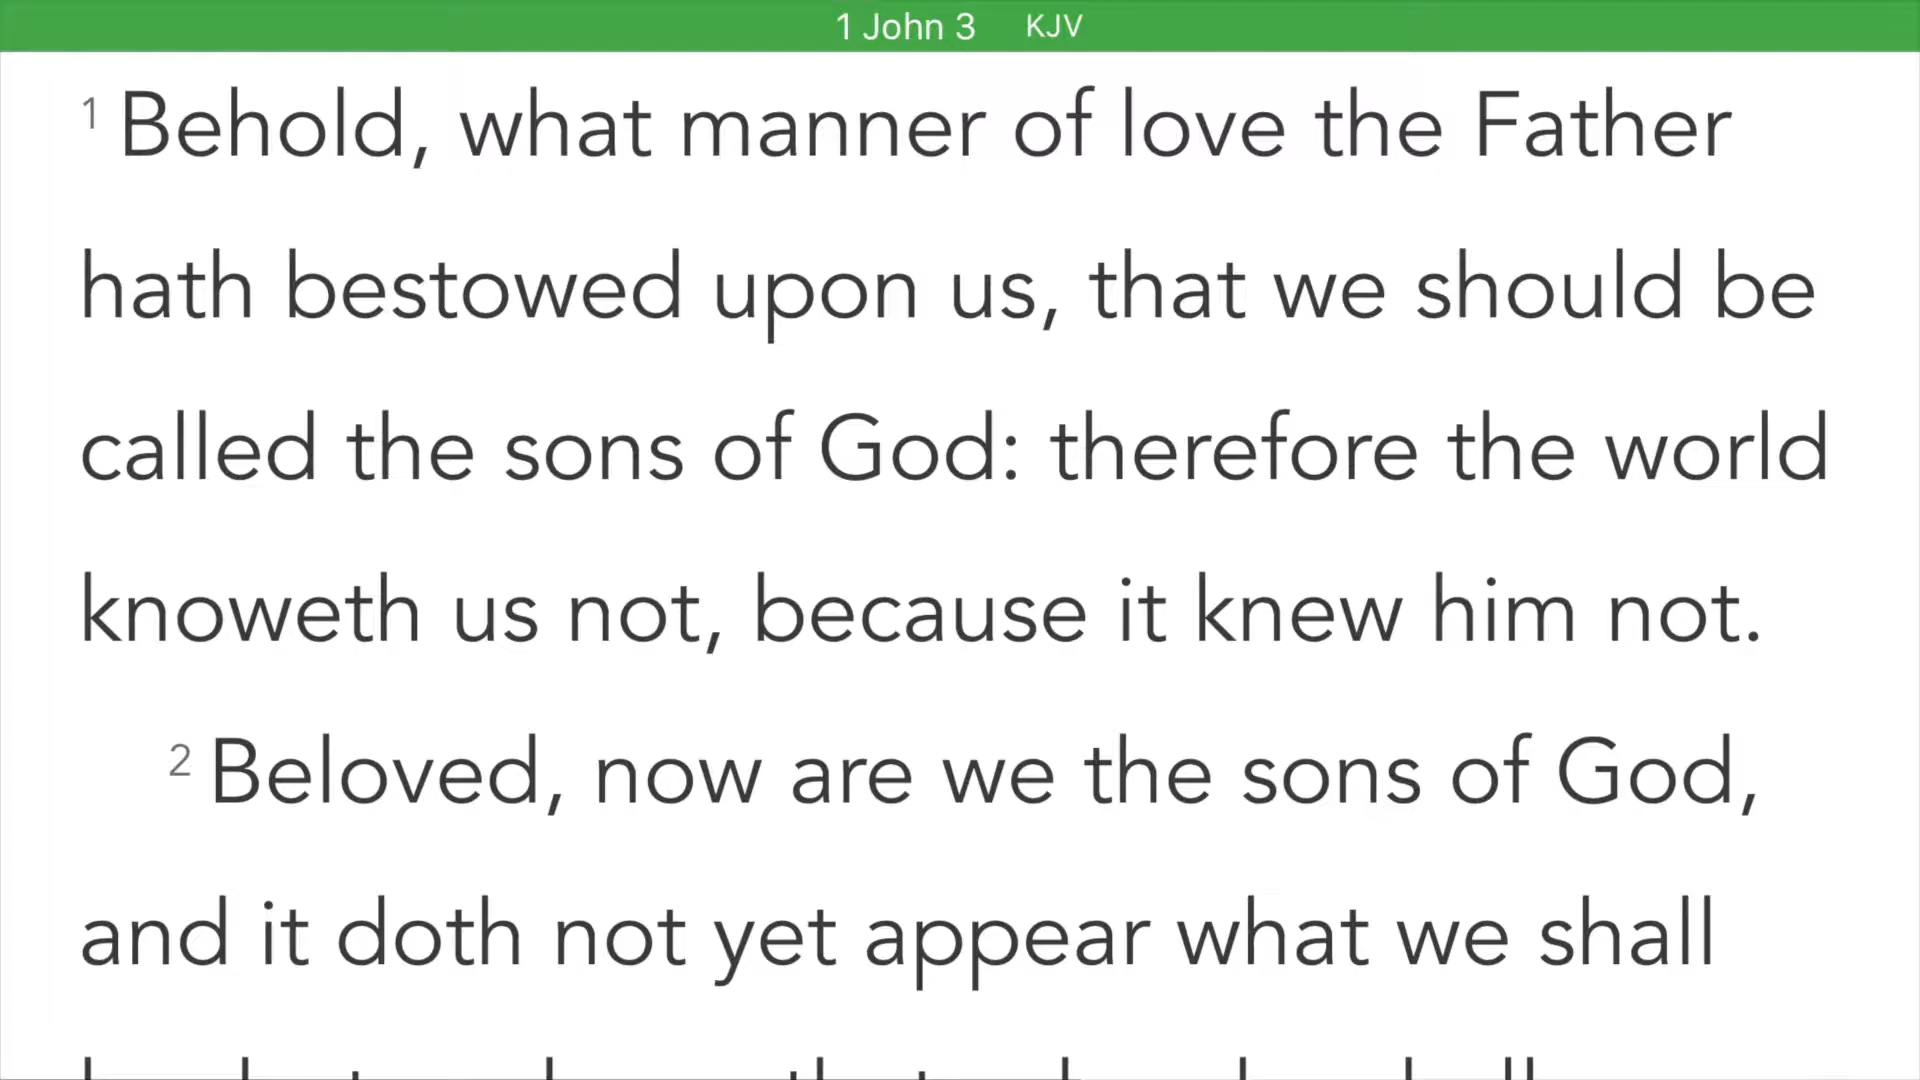 1 John 3 KJV
1 Behold, what manner of love the Father
hath bestowed upon us, that we should be
called the sons of God: therefore the world
knoweth us not, because it knew him not.
2 Beloved, now are we the sons of God,
and it doth not yet appear what we shall